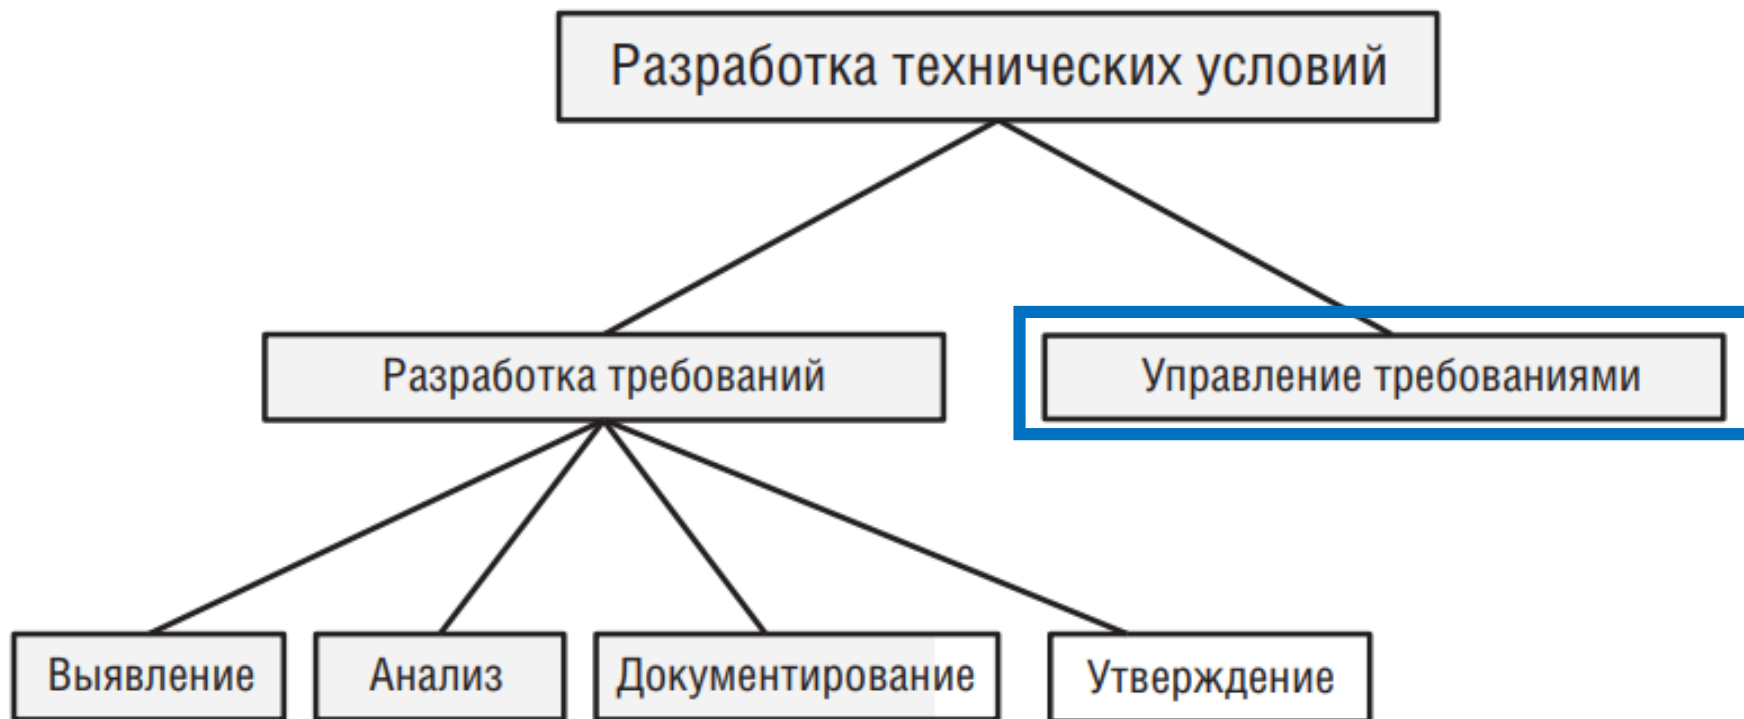 Разработка технических условий
Разработка требований
Управление требованиями
Выявление
Анализ
Документирование
Утверждение